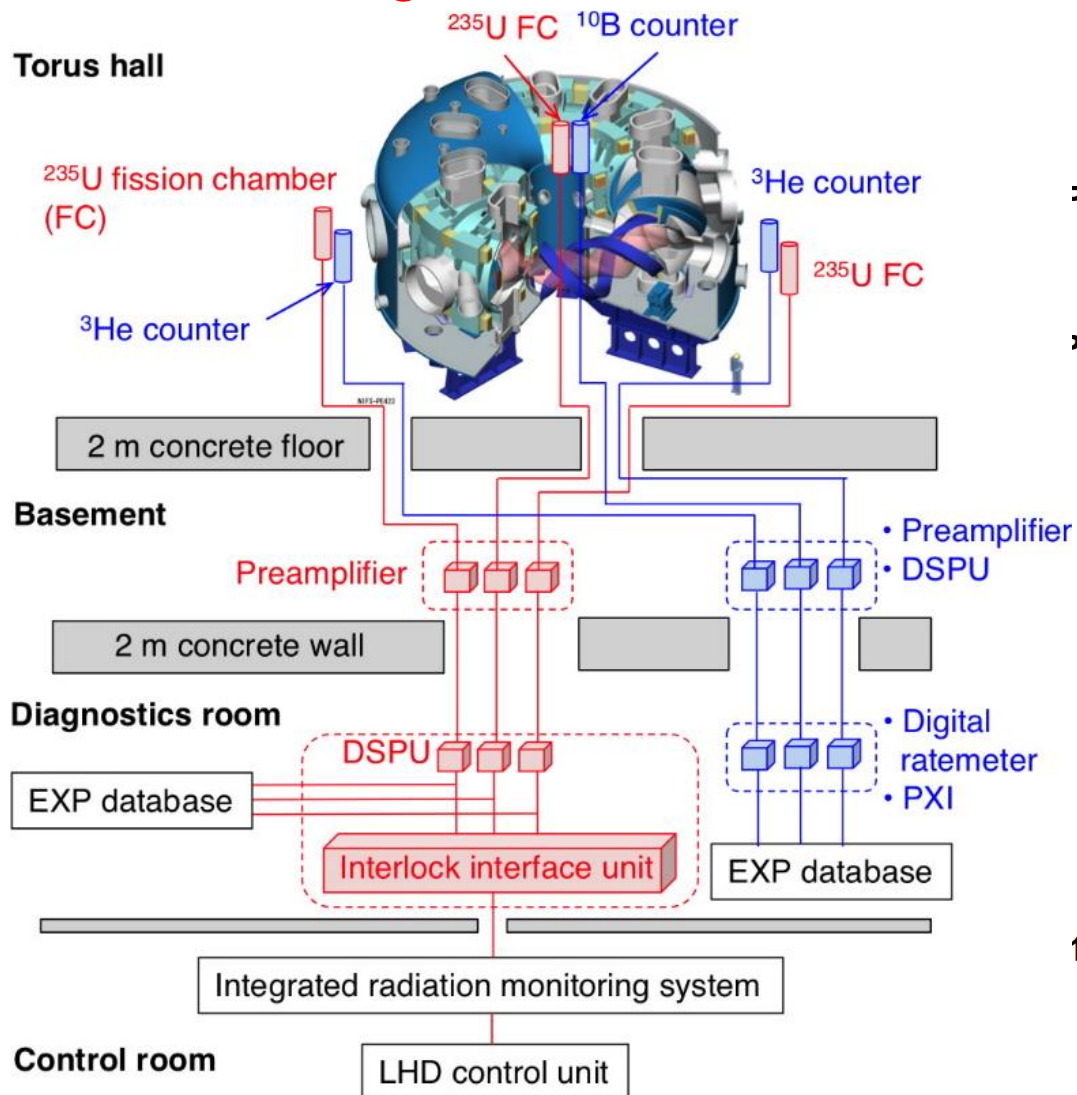 ²³⁵U FC
¹⁰B counter
Torus hall
²³⁵U fission chamber
(FC)
³He counter
³He counter
²³⁵U FC
NIFS-PE423
2 m concrete floor
Basement
Preamplifier
• Preamplifier
• DSPU
2 m concrete wall
Diagnostics room
DSPU
• Digital
ratemeter
• PXI
EXP database
Interlock interface unit
EXP database
Integrated radiation monitoring system
Control room
LHD control unit